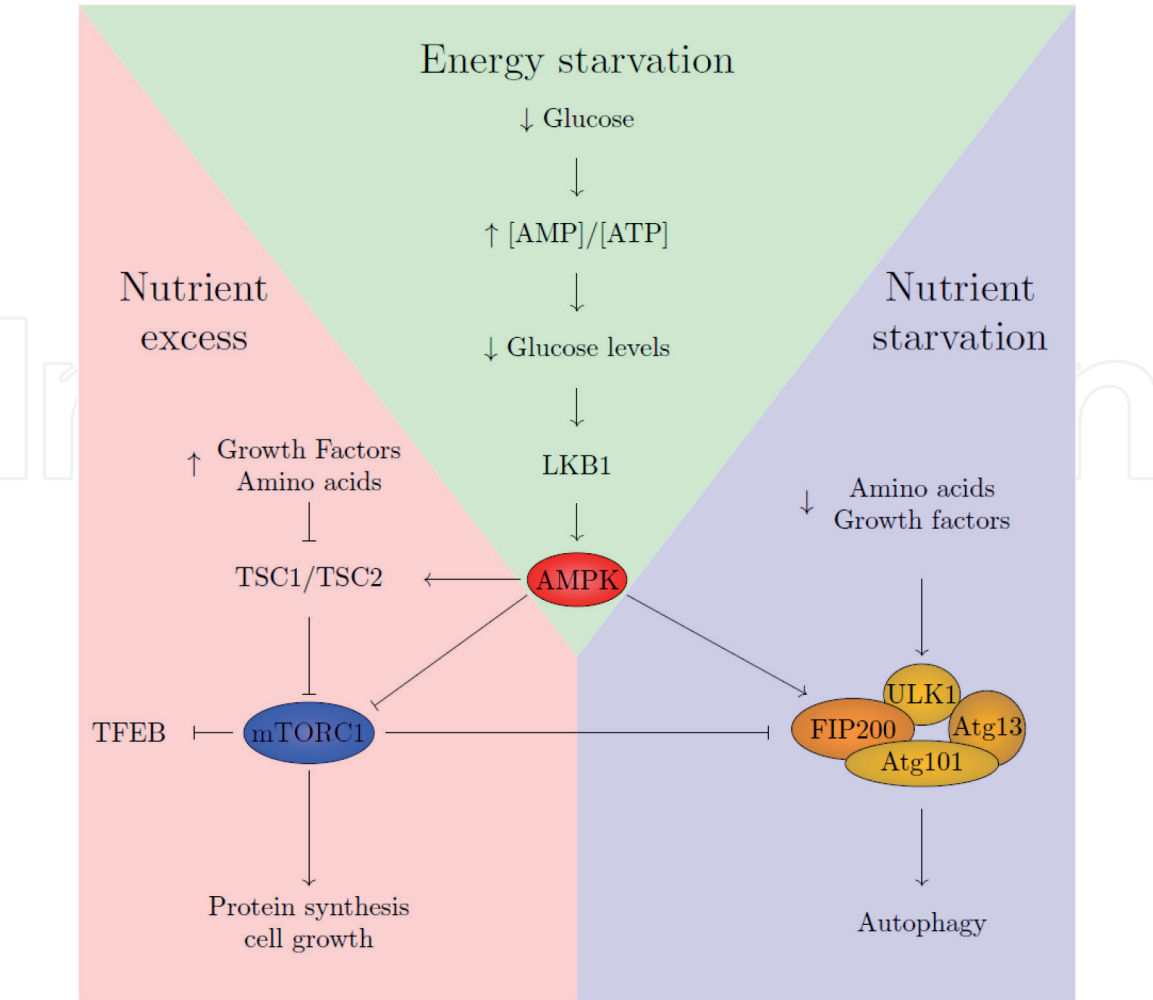 Energy starvation
↓ Glucose
↑ [AMP]/[ATP]
↓ Glucose levels
LKB1
AMPK
Nutrient
excess
↑ Growth Factors
Amino acids
TSC1/TSC2
TFEB
mTORC1
Protein synthesis
cell growth
Nutrient
starvation
↓ Amino acids
Growth factors
ULK1
FIP200
Atg13
Atg101
Autophagy